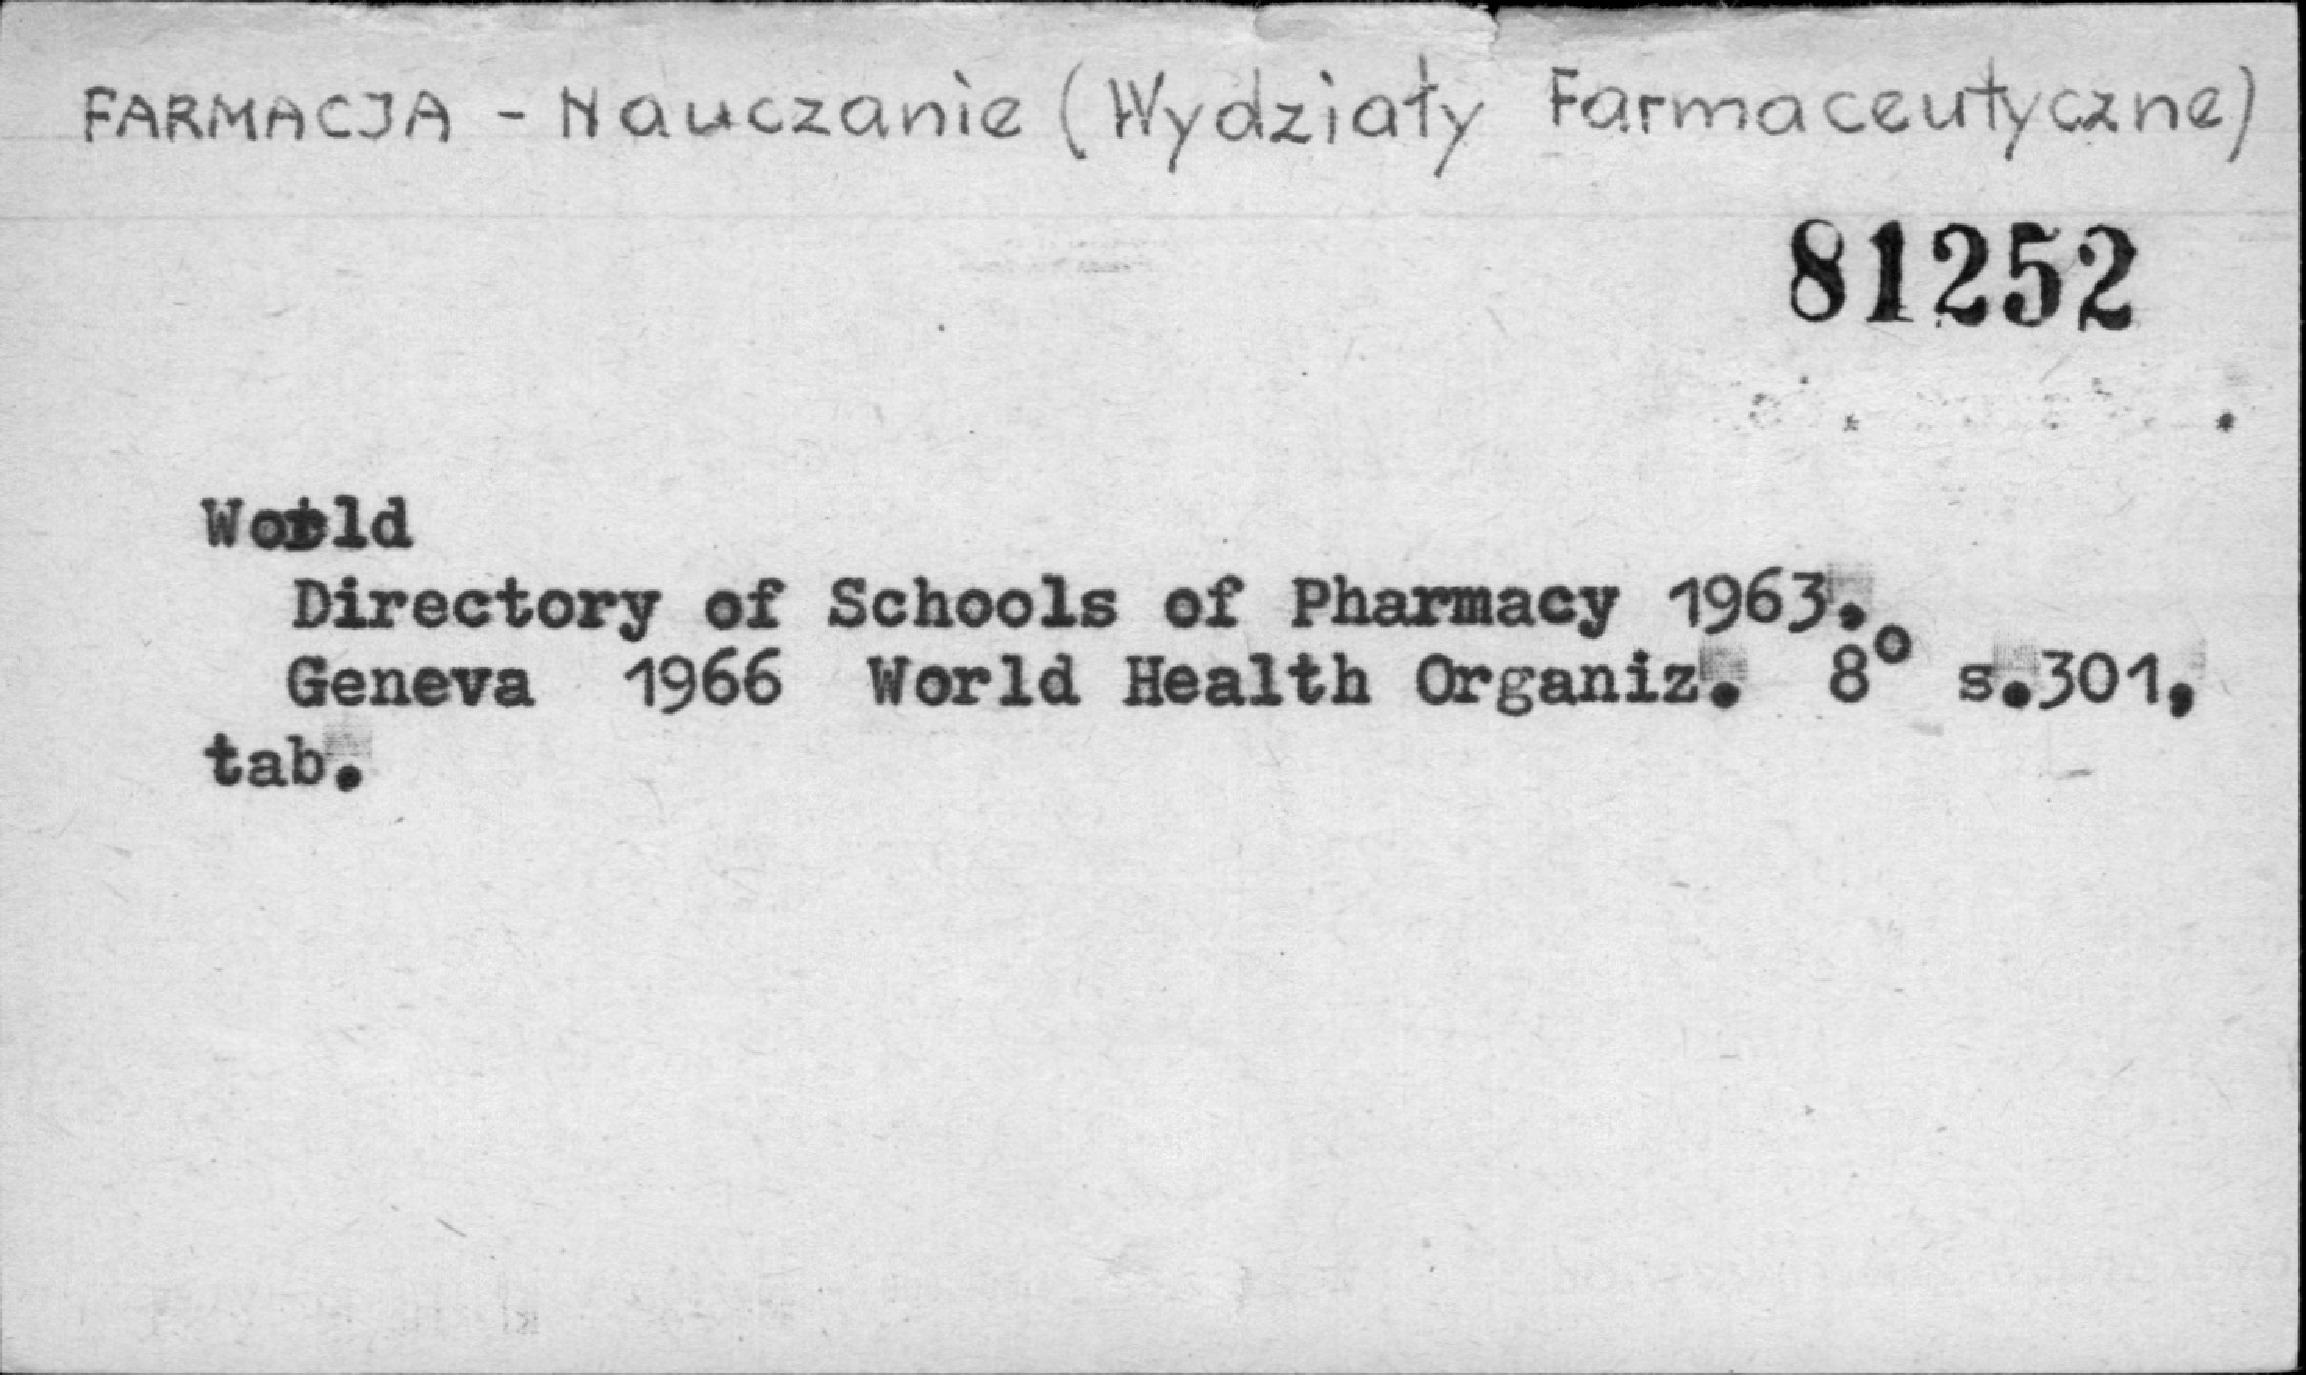 FARMACJA - Nauczanie (Wydziały Farmaceutyczne)
81252
World
Directory of Schools of Pharmacy 1963.
Geneva 1966 World Health Organiz. 8° s.301,
tab.